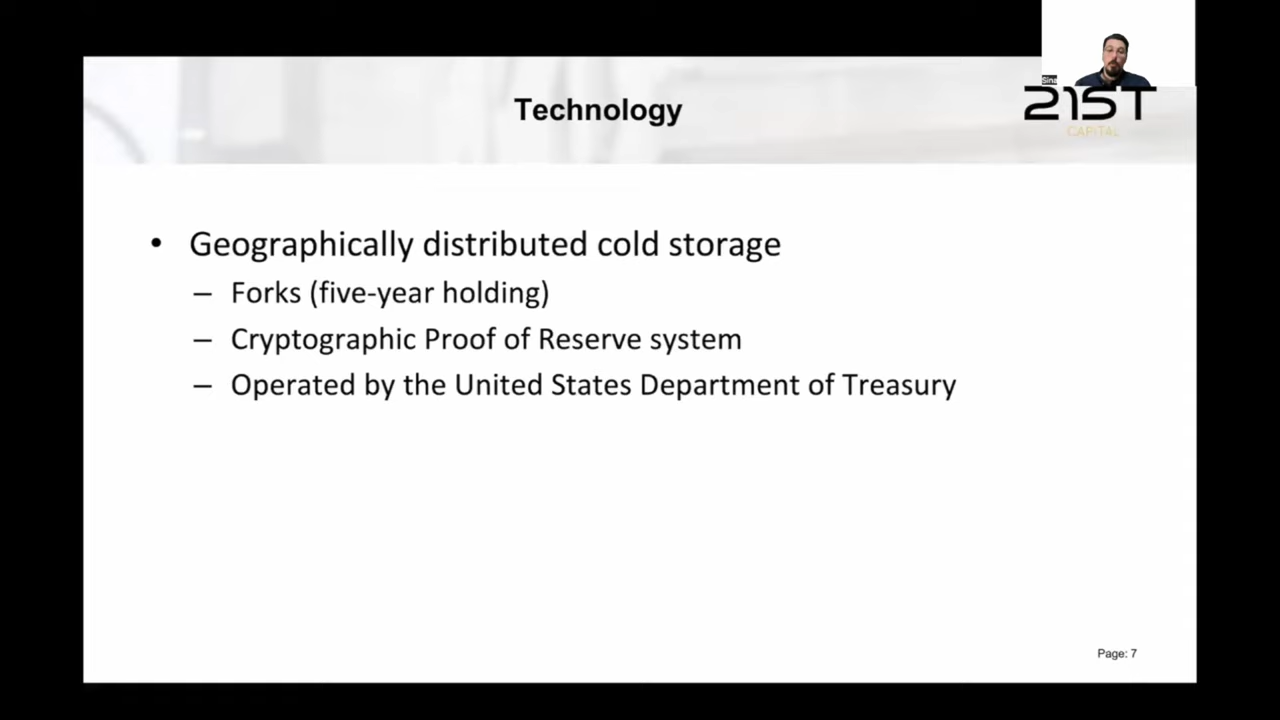 Sina
Technology
21ST
CAPITAL
• Geographically distributed cold storage
– Forks (five-year holding)
– Cryptographic Proof of Reserve system
– Operated by the United States Department of Treasury
Page: 7